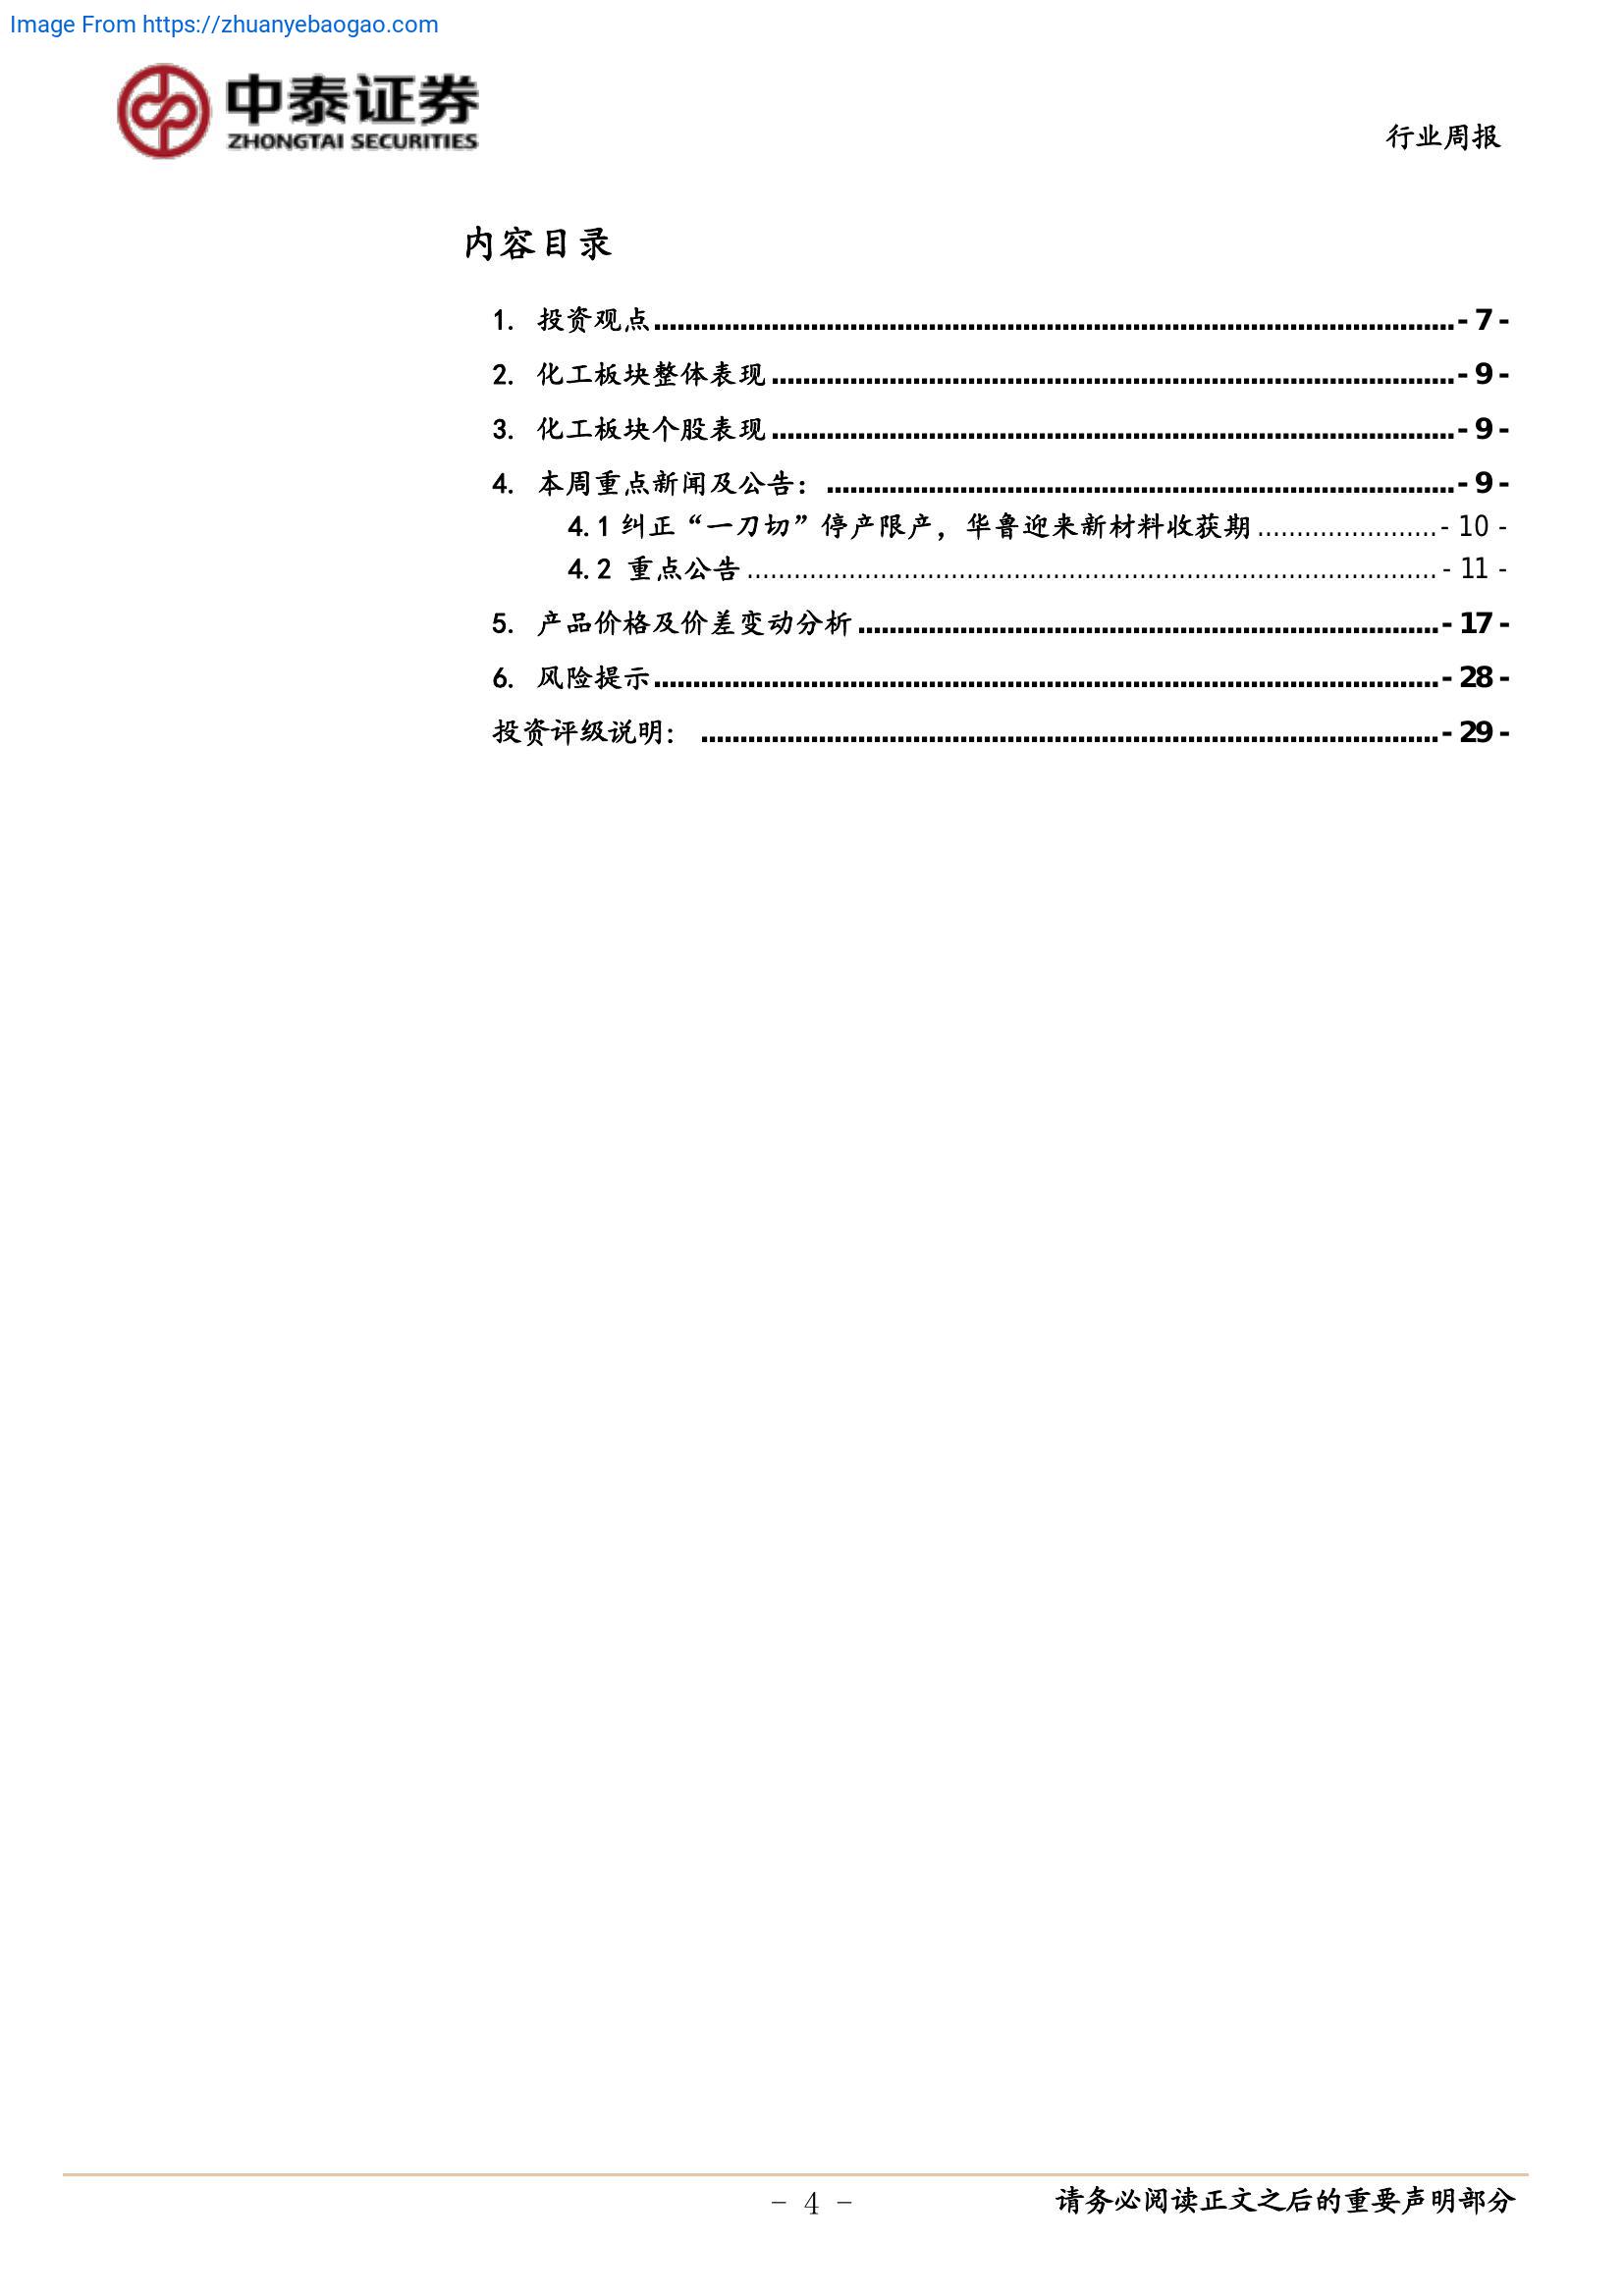 Image From https://zhuanyebaogao.com
中泰证券
ZHONGTAI SECURITIES
行业周报
内容目录
1. 投资观点 - 7 -
2. 化工板块整体表现 - 9 -
3. 化工板块个股表现 - 9 -
4. 本周重点新闻及公告： - 9 -
4.1 纠正“一刀切”停产限产，华鲁迎来新材料收获期 - 10 -
4.2 重点公告 - 11 -
5. 产品价格及价差变动分析 - 17 -
6. 风险提示 - 28 -
投资评级说明： - 29 -
- 4 -
请务必阅读正文之后的重要声明部分